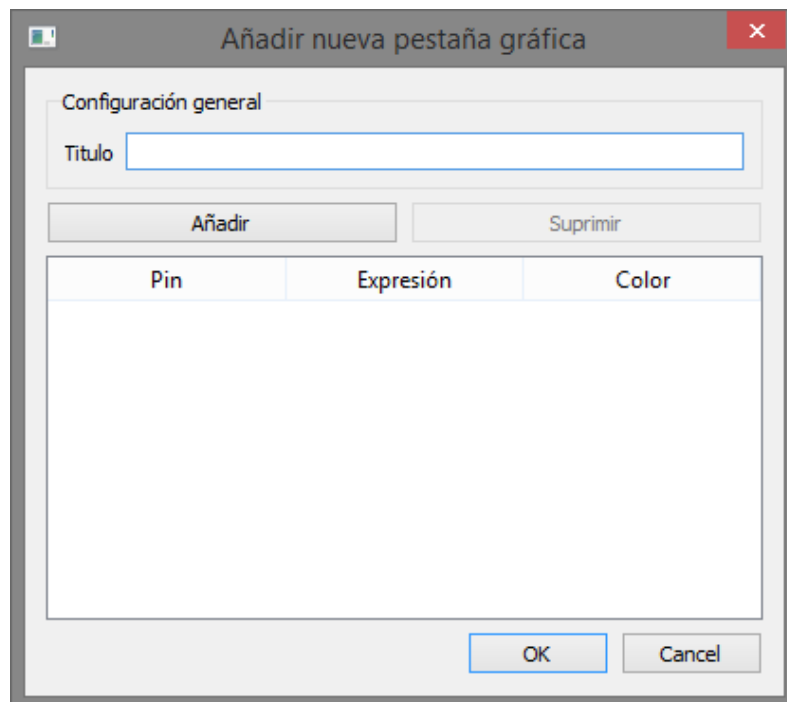 Añadir nueva pestaña gráfica
Configuración general
Titulo
Añadir Suprimir
Pin Expresión Color
OK Cancel